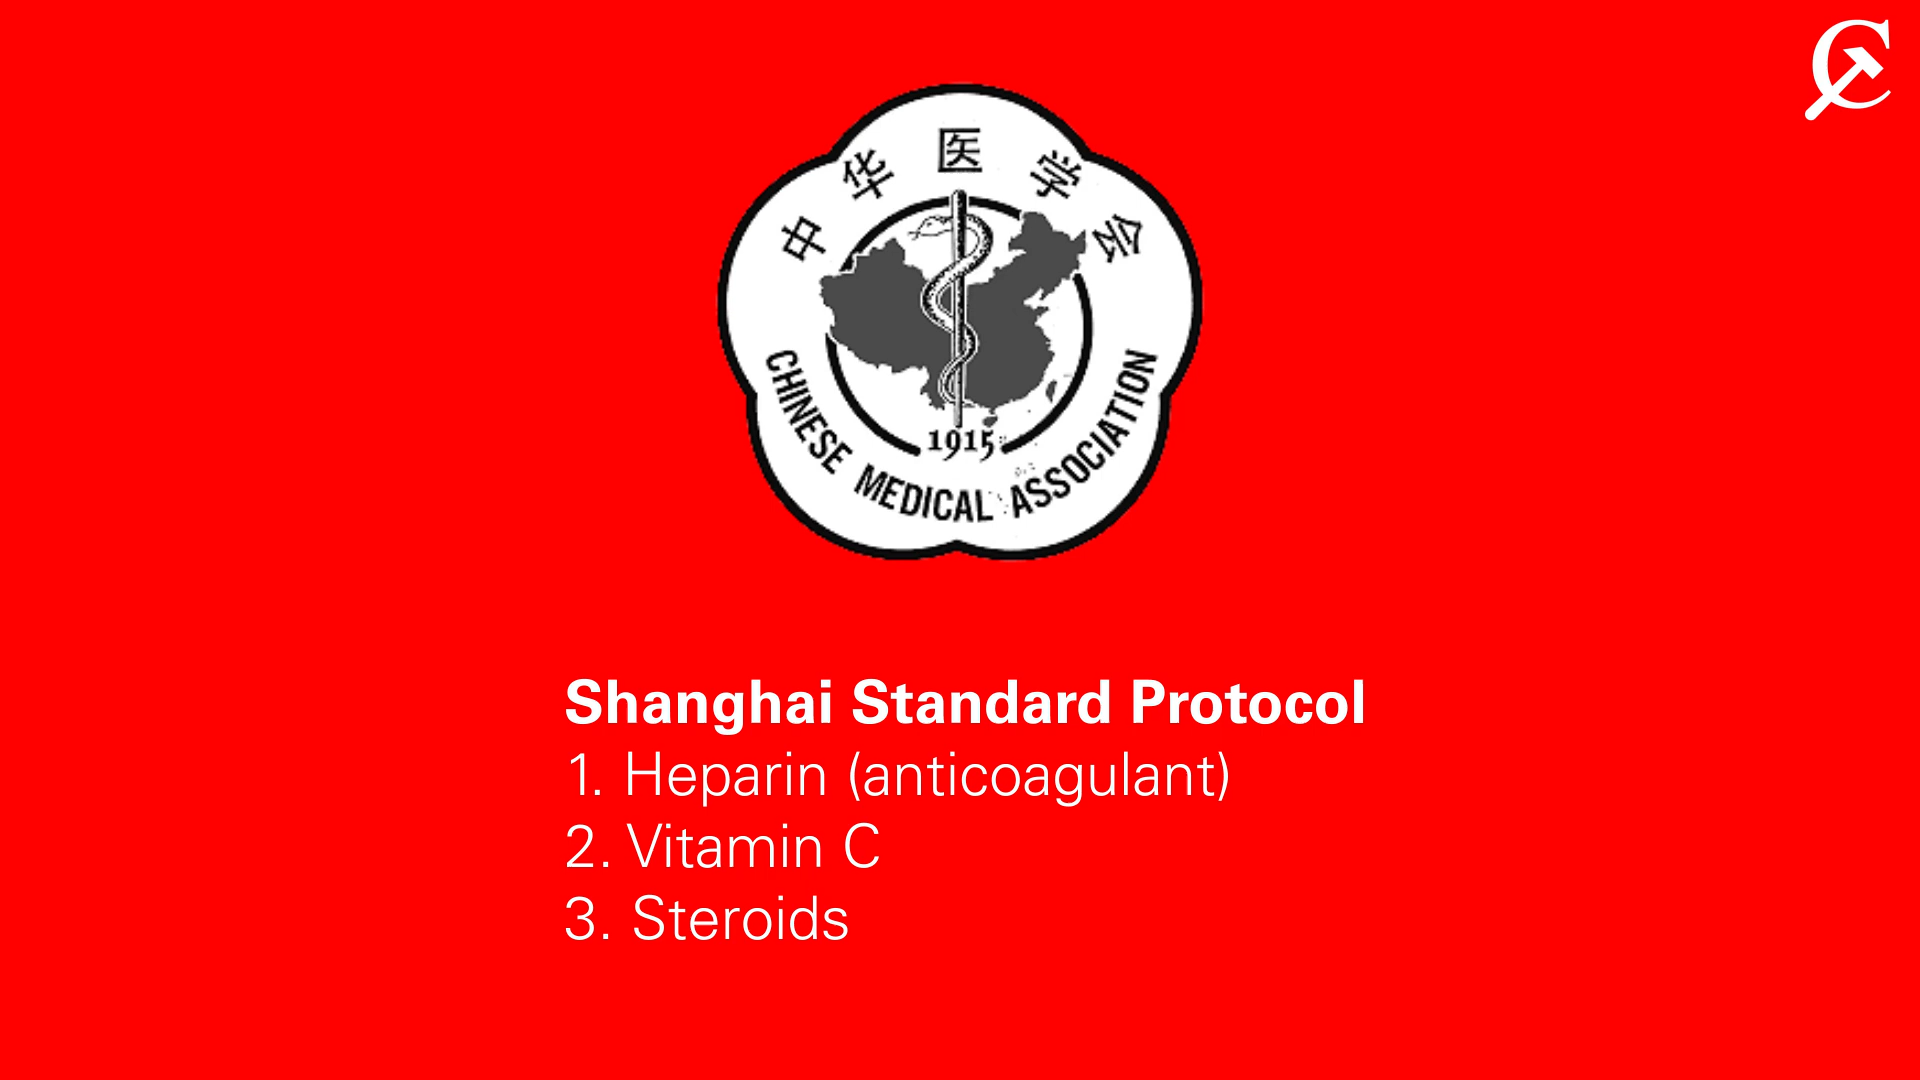 中华医学会
CHINESE MEDICAL ASSOCIATION
1915
Shanghai Standard Protocol
1. Heparin (anticoagulant)
2. Vitamin C
3. Steroids